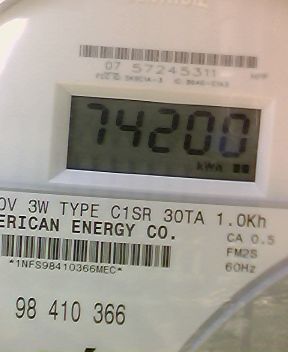 07 57245311
74200
kWh
0V 3W TYPE C1SR 30TA 1.0Kh
ERICAN ENERGY CO.
CA 0.5
FM2S
*1NFS98410366MEC*
60Hz
98 410 366